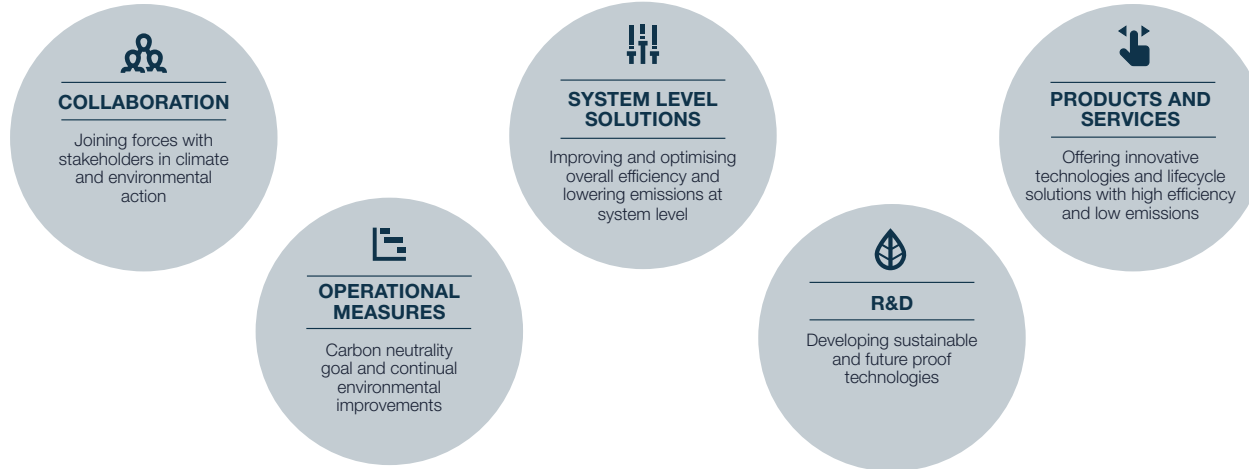 COLLABORATION
Joining forces with
stakeholders in climate
and environmental
action
OPERATIONAL
MEASURES
Carbon neutrality
goal and continual
environmental
improvements
SYSTEM LEVEL
SOLUTIONS
Improving and optimising
overall efficiency and
lowering emissions at
system level
R&D
Developing sustainable
and future proof
technologies
PRODUCTS AND
SERVICES
Offering innovative
technologies and lifecycle
solutions with high efficiency
and low emissions